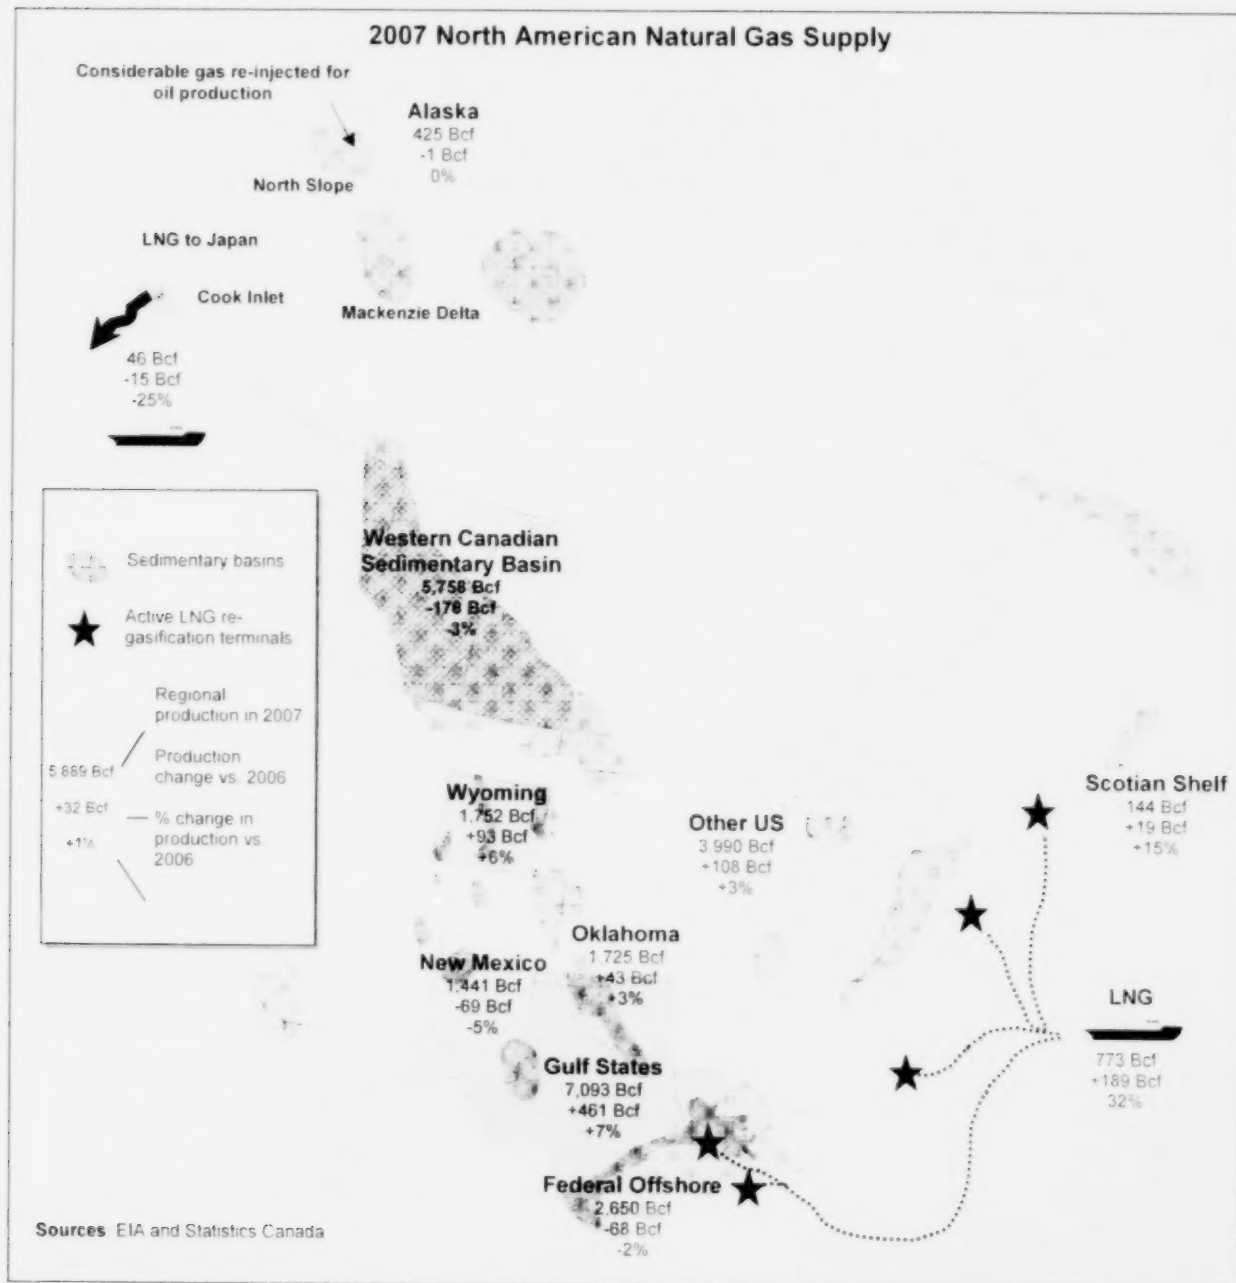 2007 North American Natural Gas Supply
Considerable gas re-injected for
oil production
Alaska
425 Bcf
-1 Bcf
0%
North Slope
LNG to Japan
Cook Inlet
Mackenzie Delta
46 Bcf
-15 Bcf
-25%
Western Canadian
Sedimentary Basin
5,758 Bcf
-178 Bcf
-3%
Sedimentary basins
Active LNG re-
gasification terminals
Regional
production in 2007
Production
change vs. 2006
% change in
production vs
2006
5 889 Bcf
+32 Bcf
+1%
Wyoming
1,752 Bcf
+93 Bcf
+6%
Other US
3 990 Bcf
+108 Bcf
+3%
Scotian Shelf
144 Bcf
+19 Bcf
+15%
Oklahoma
1 725 Bcf
+43 Bcf
+3%
New Mexico
1,441 Bcf
-69 Bcf
-5%
LNG
773 Bcf
+189 Bcf
32%
Gulf States
7,093 Bcf
+461 Bcf
+7%
Federal Offshore
2,650 Bcf
-68 Bcf
-2%
Sources EIA and Statistics Canada